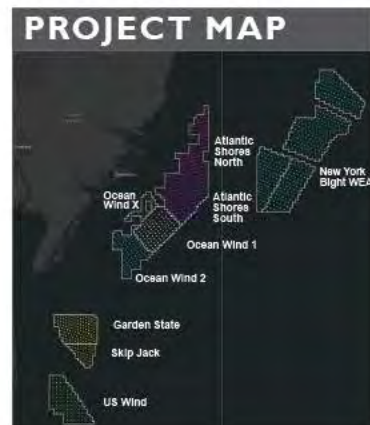 PROJECT MAP
Atlantic
Shores
North
New York
Bight WEA
Ocean
Wind X
Atlantic
Shores
South
Ocean Wind 1
Ocean Wind 2
Garden State
Skip Jack
US Wind